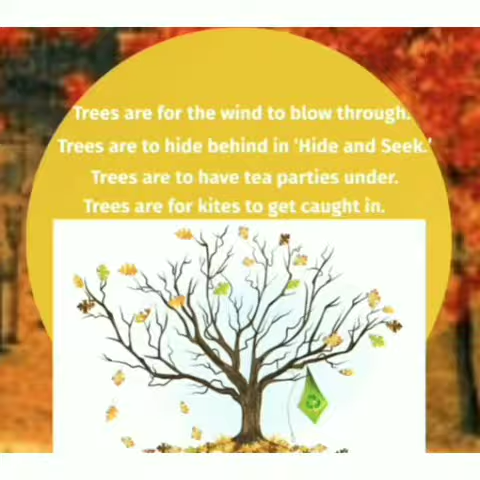 Trees are for the wind to blow through.
Trees are to hide behind in 'Hide and Seek.'
Trees are to have tea parties under.
Trees are for kites to get caught in.